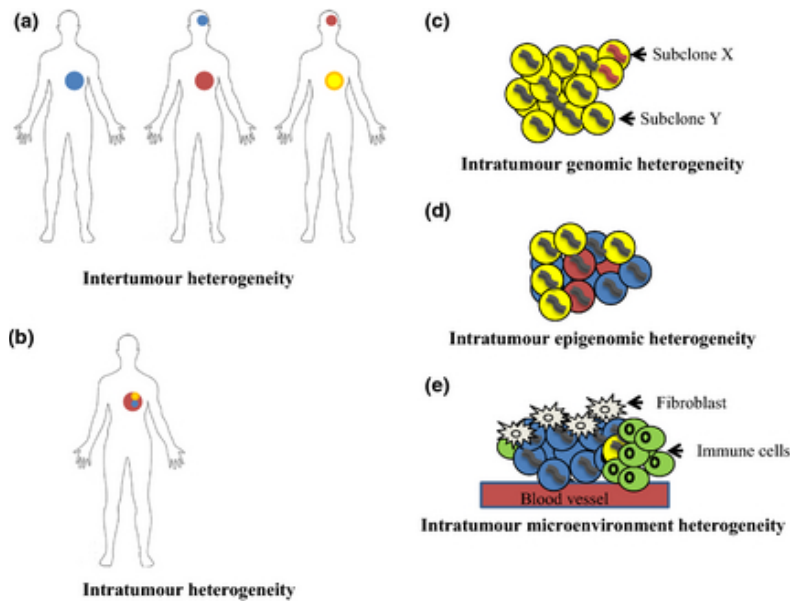 (a)
Intertumour heterogeneity
(b)
Intratumour heterogeneity
(c)
Subclone X
Subclone Y
Intratumour genomic heterogeneity
(d)
Intratumour epigenomic heterogeneity
(e)
Fibroblast
Immune cells
Blood vessel
Intratumour microenvironment heterogeneity